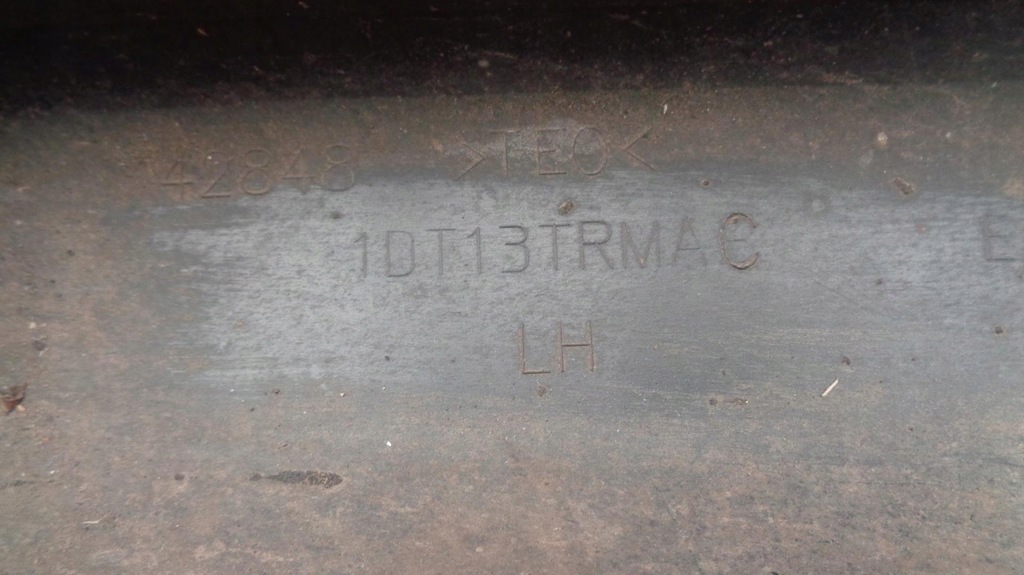 42848 >TEO<
1DT13TRMAC E
LH